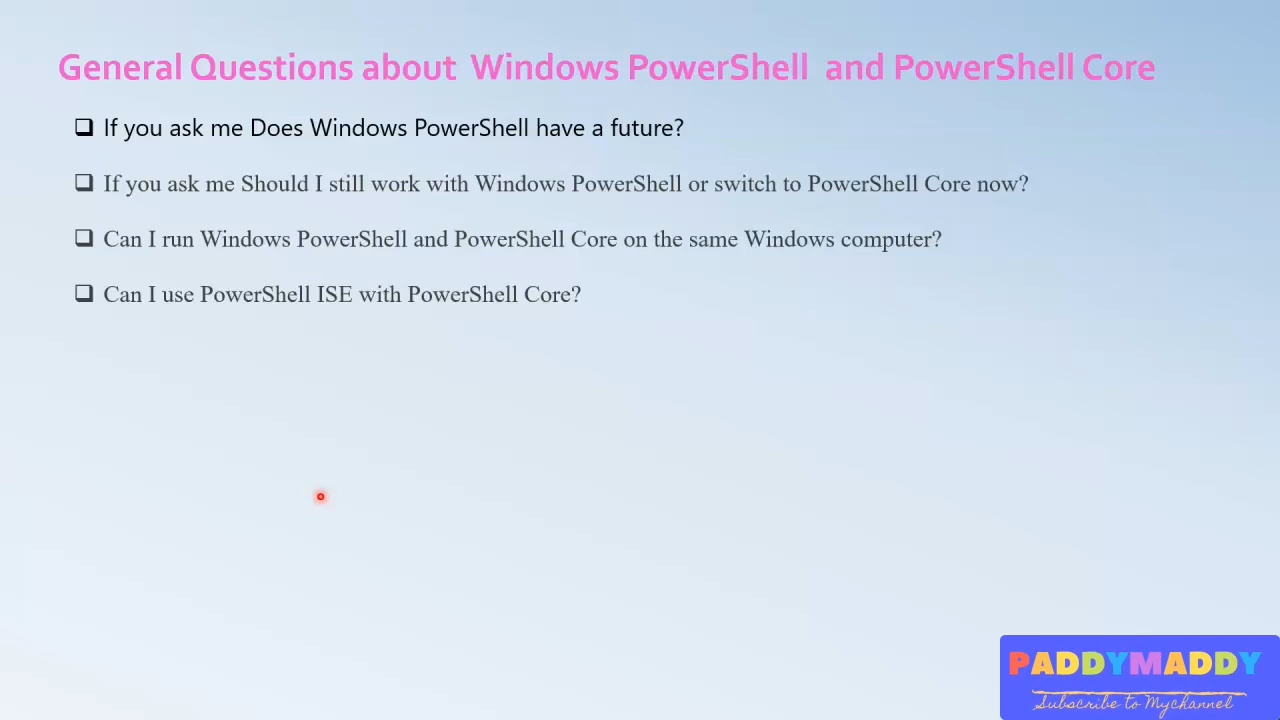 General Questions about Windows PowerShell and PowerShell Core
If you ask me Does Windows PowerShell have a future?
If you ask me Should I still work with Windows PowerShell or switch to PowerShell Core now?
Can I run Windows PowerShell and PowerShell Core on the same Windows computer?
Can I use PowerShell ISE with PowerShell Core?
PADDYMADDY
Subscribe to Mychannel